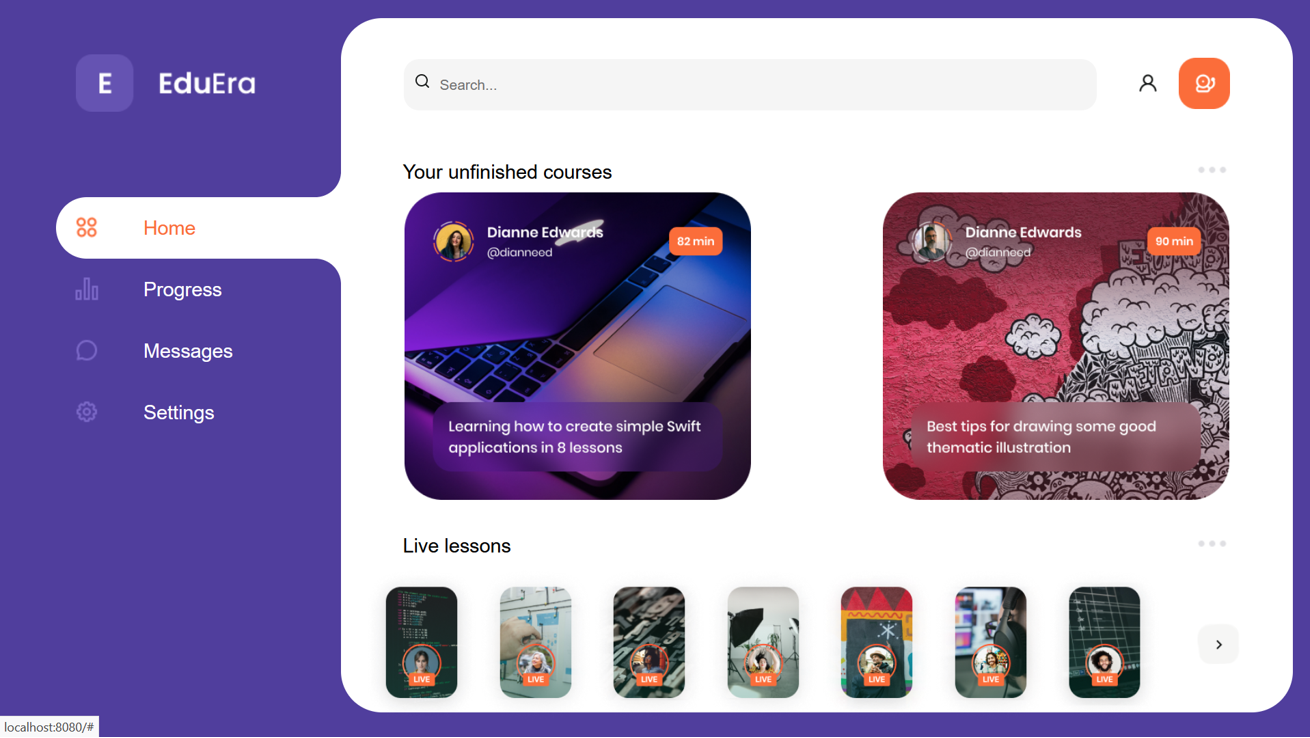 E EduEra
Search...
Home
Progress
Messages
Settings
Your unfinished courses
Dianne Edwards
@dianneed
82 min
Learning how to create simple Swift
applications in 8 lessons
Dianne Edwards
@dianneed
90 min
Best tips for drawing some good
thematic illustration
Live lessons
LIVE
LIVE
LIVE
LIVE
LIVE
LIVE
LIVE
localhost:8080/#